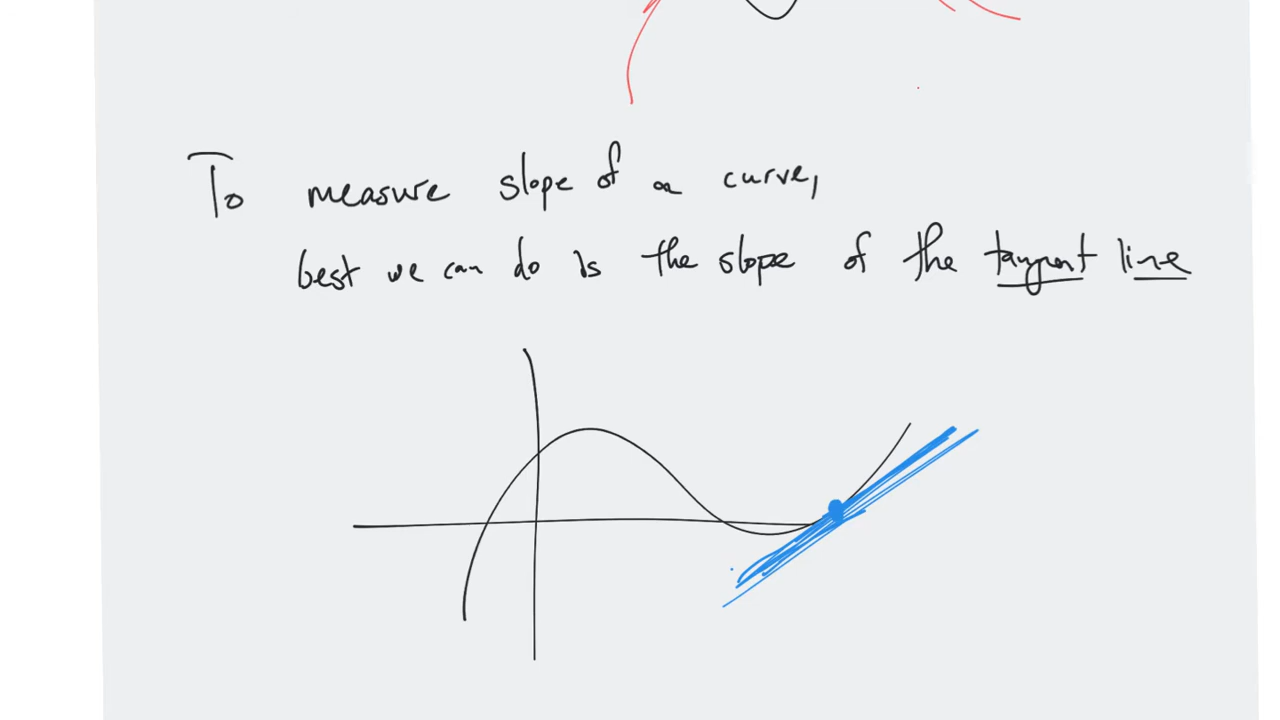 To measure slope of a curve,
best we can do is the slope of the tangent line